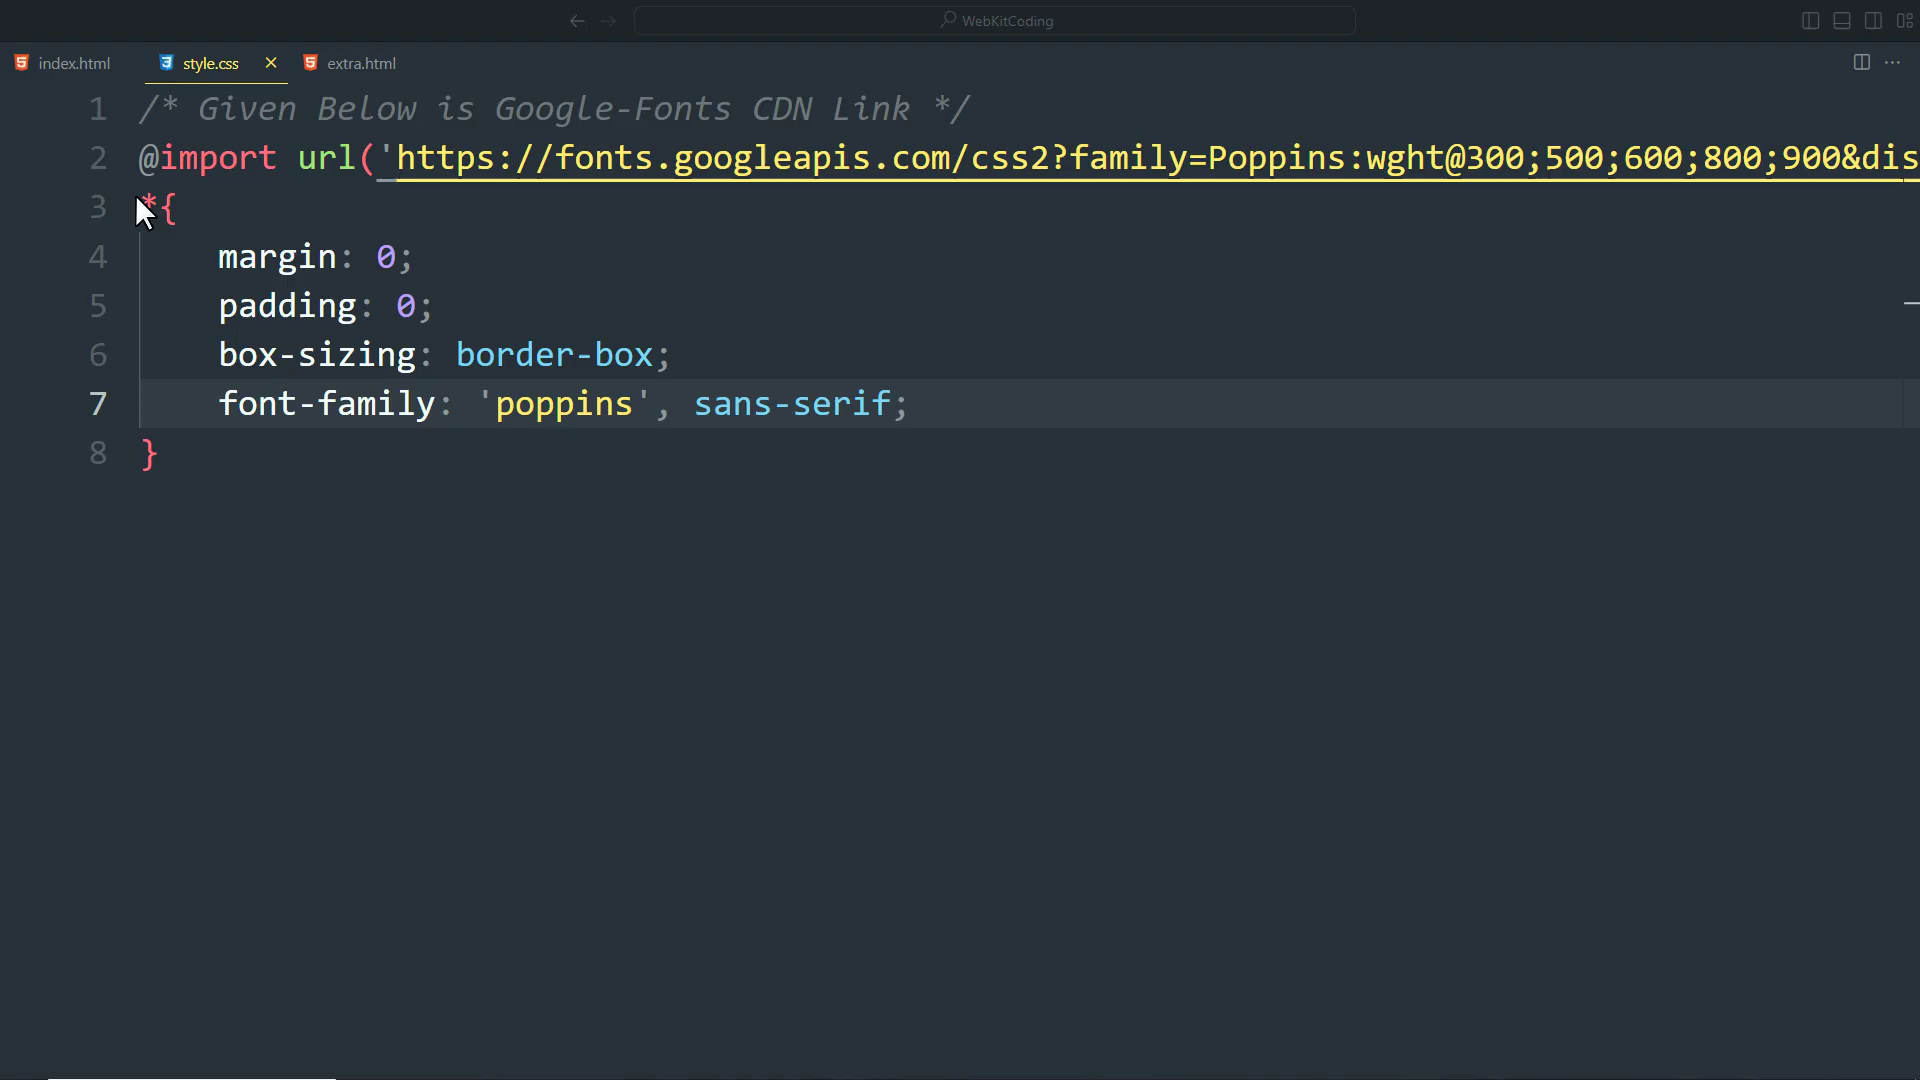 WebKitCoding
index.html
style.css
extra.html
1 /* Given Below is Google-Fonts CDN Link */
2 @import url('https://fonts.googleapis.com/css2?family=Poppins:wght@300;500;600;800;900&dis
3 *{
4 margin: 0;
5 padding: 0;
6 box-sizing: border-box;
7 font-family: 'poppins', sans-serif;
8 }